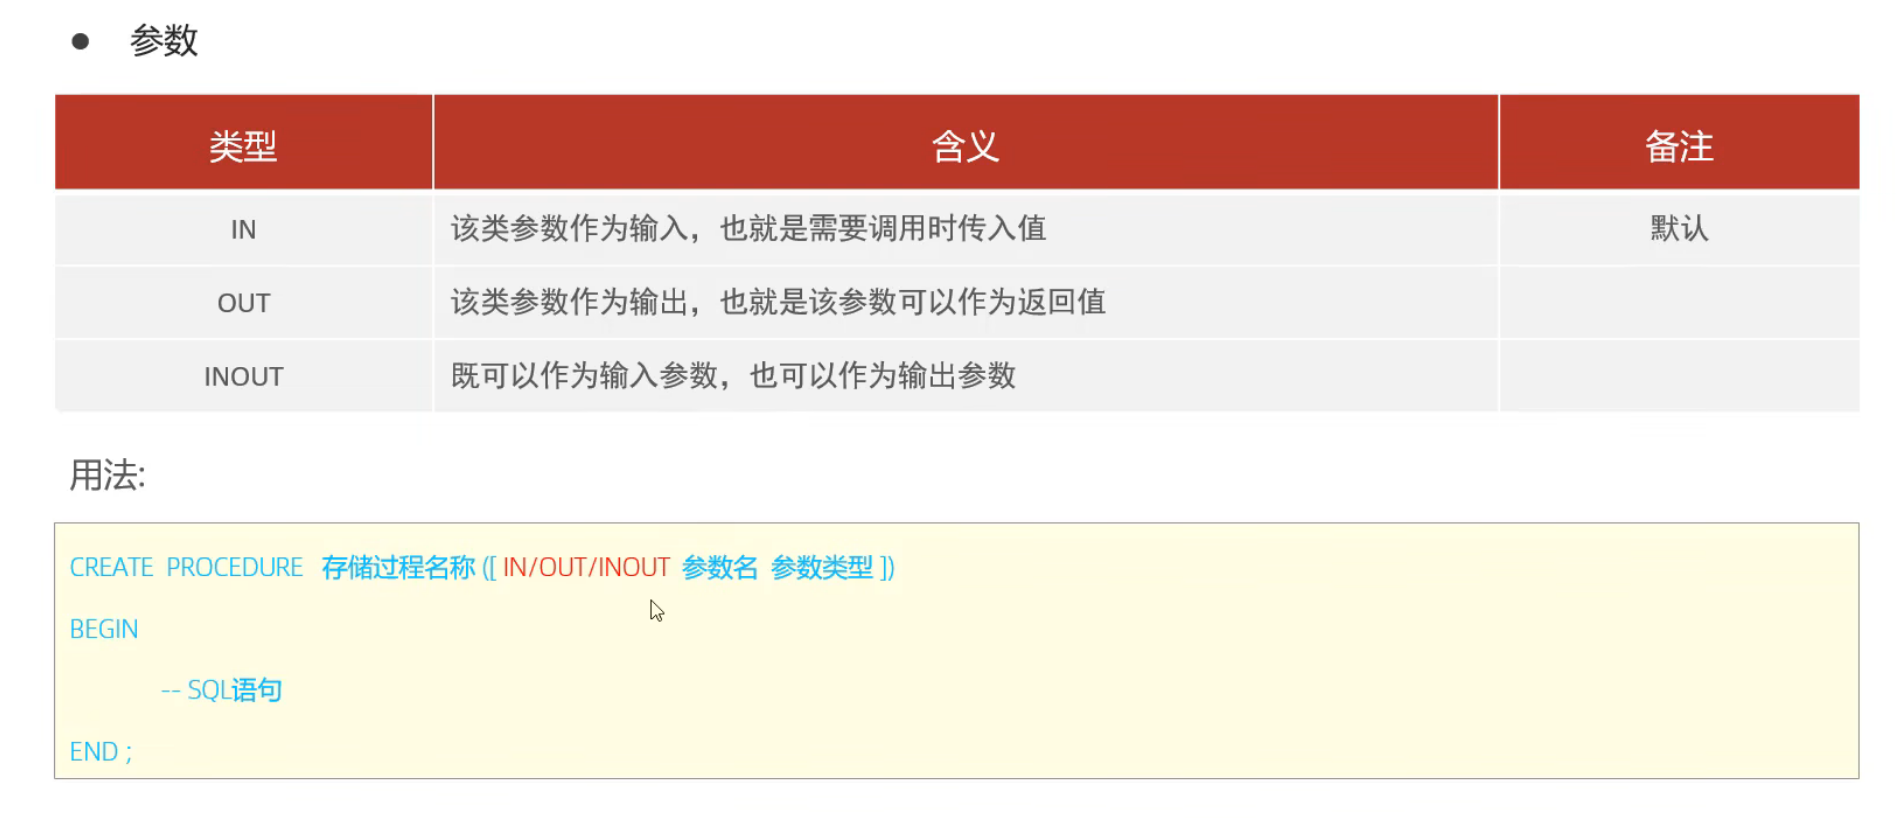 ● 参数
类型 含义 备注
IN 该类参数作为输入，也就是需要调用时传入值 默认
OUT 该类参数作为输出，也就是该参数可以作为返回值
INOUT 既可以作为输入参数，也可以作为输出参数
用法:
CREATE PROCEDURE 存储过程名称 ([ IN/OUT/INOUT 参数名 参数类型 ])
BEGIN
-- SQL语句
END ;